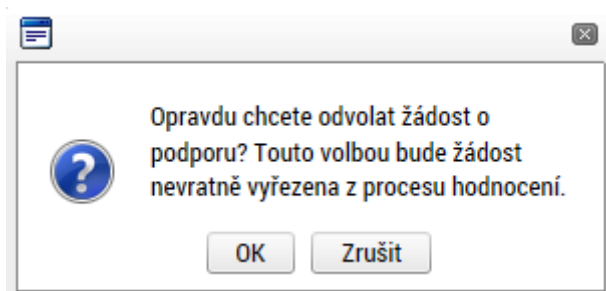 Opravdu chcete odvolat žádost o
podporu? Touto volbou bude žádost
nevratně vyřezena z procesu hodnocení.
OK
Zrušit